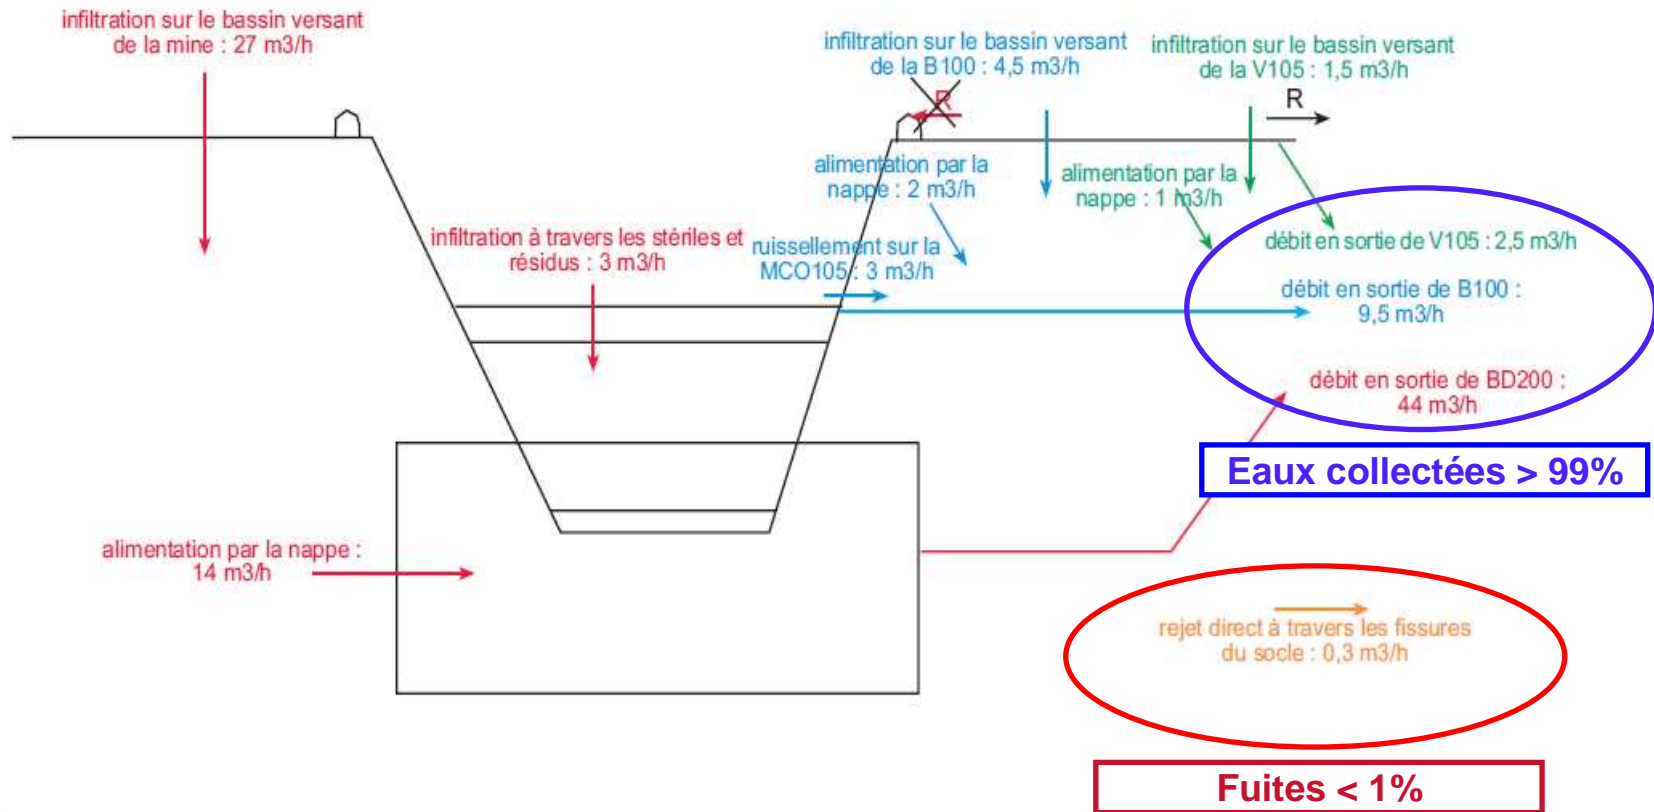 infiltration sur le bassin versant
de la mine : 27 m3/h
infiltration sur le bassin versant
de la B100 : 4,5 m3/h
infiltration sur le bassin versant
de la V105 : 1,5 m3/h
R
R
alimentation par la
nappe : 2 m3/h
alimentation par la
nappe : 1 m3/h
infiltration à travers les stériles et
résidus : 3 m3/h
ruissellement sur la
MCO105 : 3 m3/h
débit en sortie de V105 : 2,5 m3/h
débit en sortie de B100 :
9,5 m3/h
débit en sortie de BD200 :
44 m3/h
Eaux collectées > 99%
alimentation par la nappe :
14 m3/h
rejet direct à travers les fissures
du socle : 0,3 m3/h
Fuites < 1%